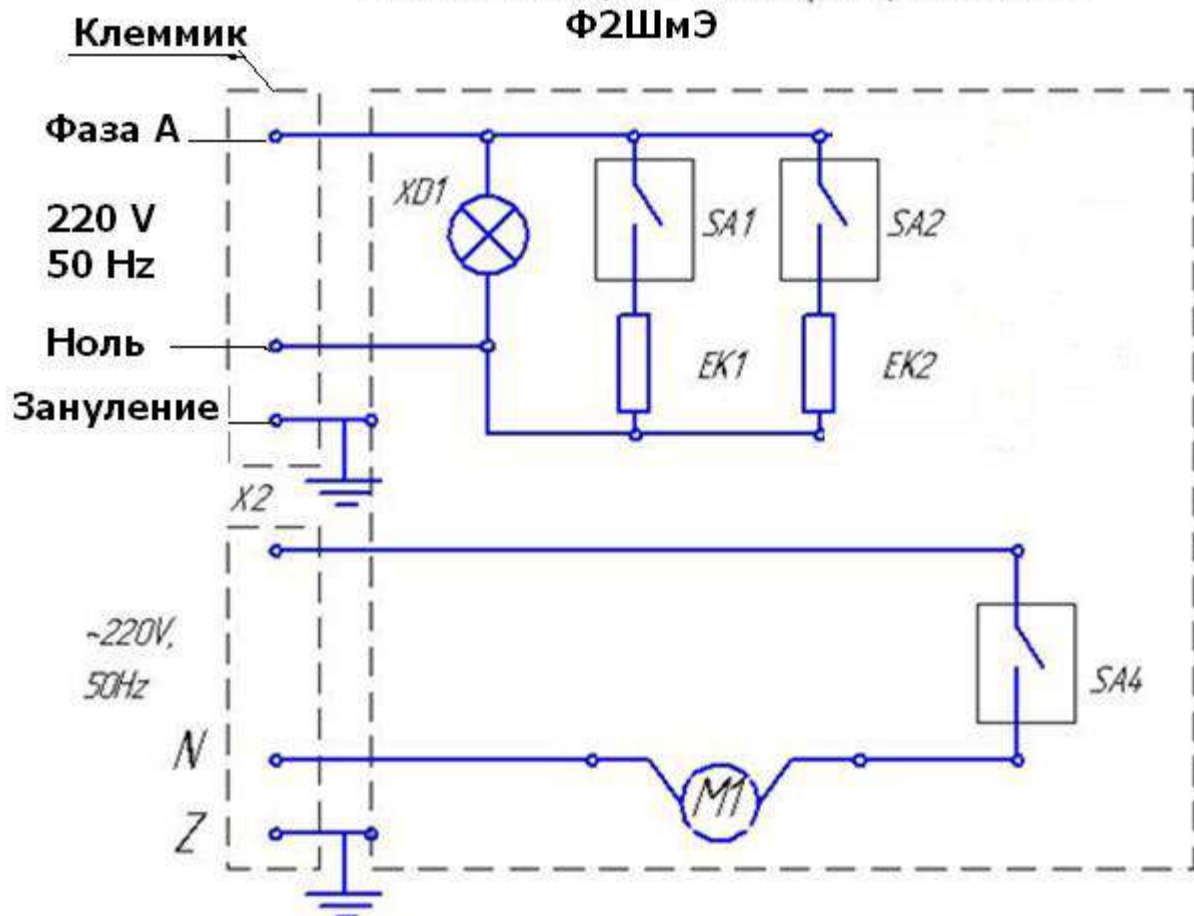 Ф2ШмЭ
Клеммик
Фаза А
220 V
50 Hz
Ноль
Зануление
XD1
SA1
SA2
EK1
EK2
X2
~220V,
50Hz
N
Z
SA4
M1